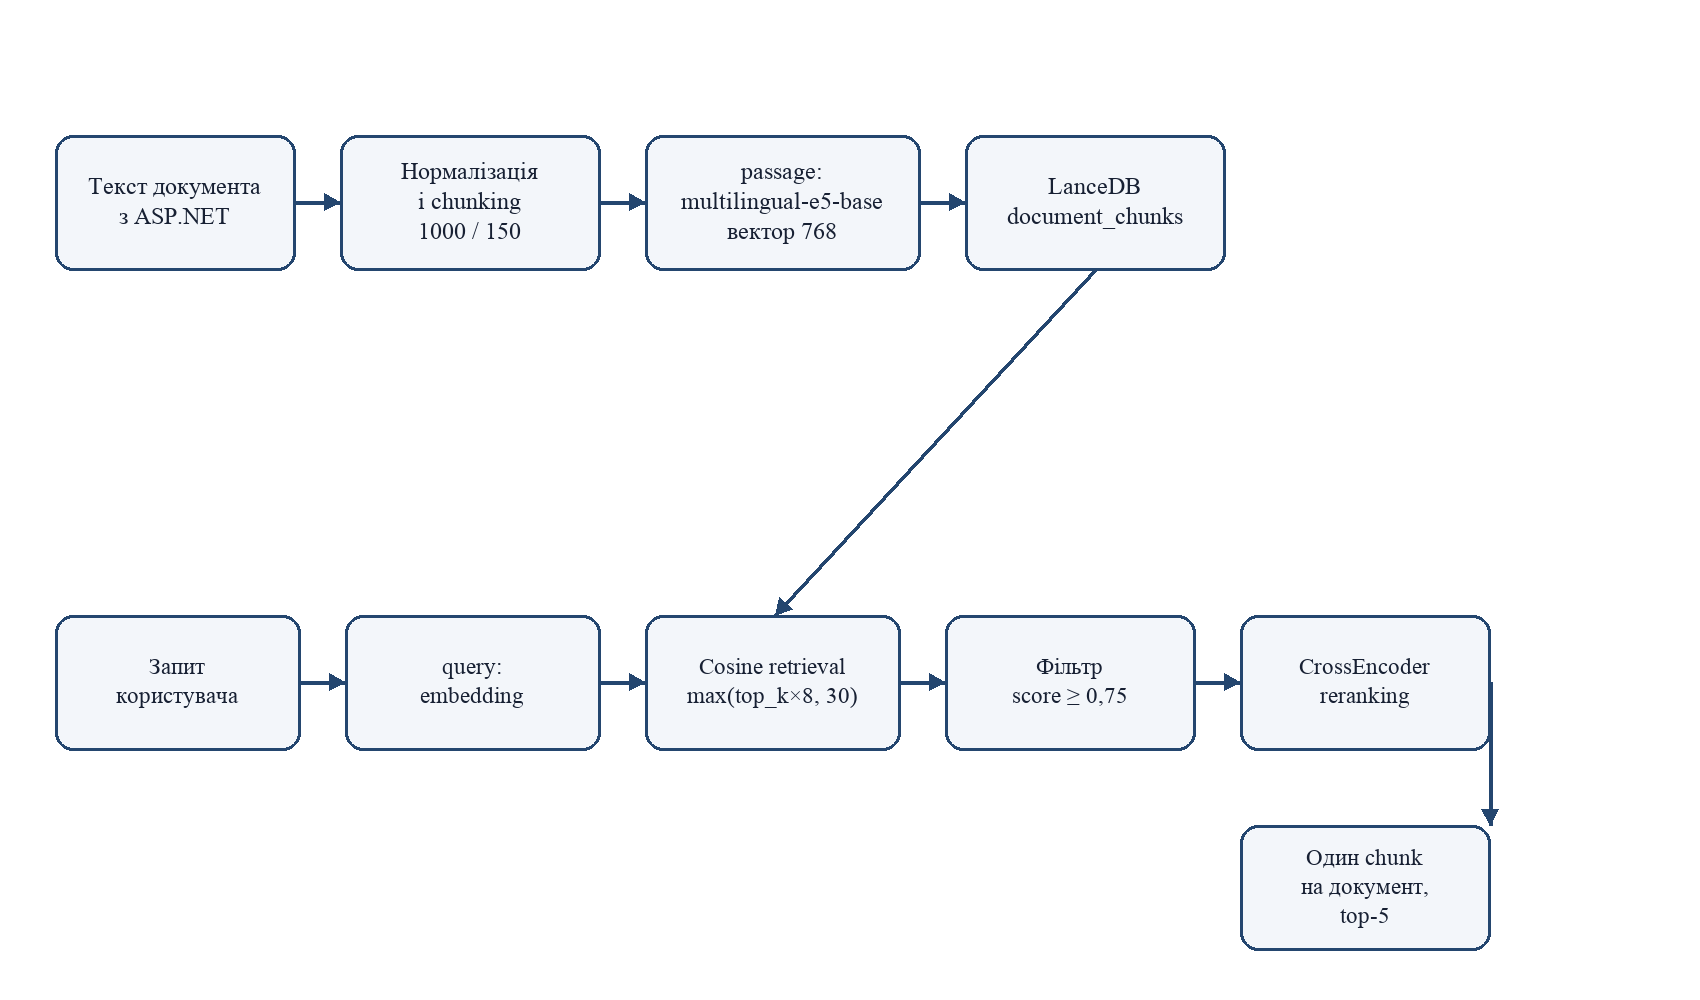 Текст документа
з ASP.NET
Нормалізація
і chunking
1000 / 150
passage:
multilingual-e5-base
вектор 768
LanceDB
document_chunks
Запит
користувача
query:
embedding
Cosine retrieval
max(top_k×8, 30)
Фільтр
score ≥ 0,75
CrossEncoder
reranking
Один chunk
на документ,
top-5